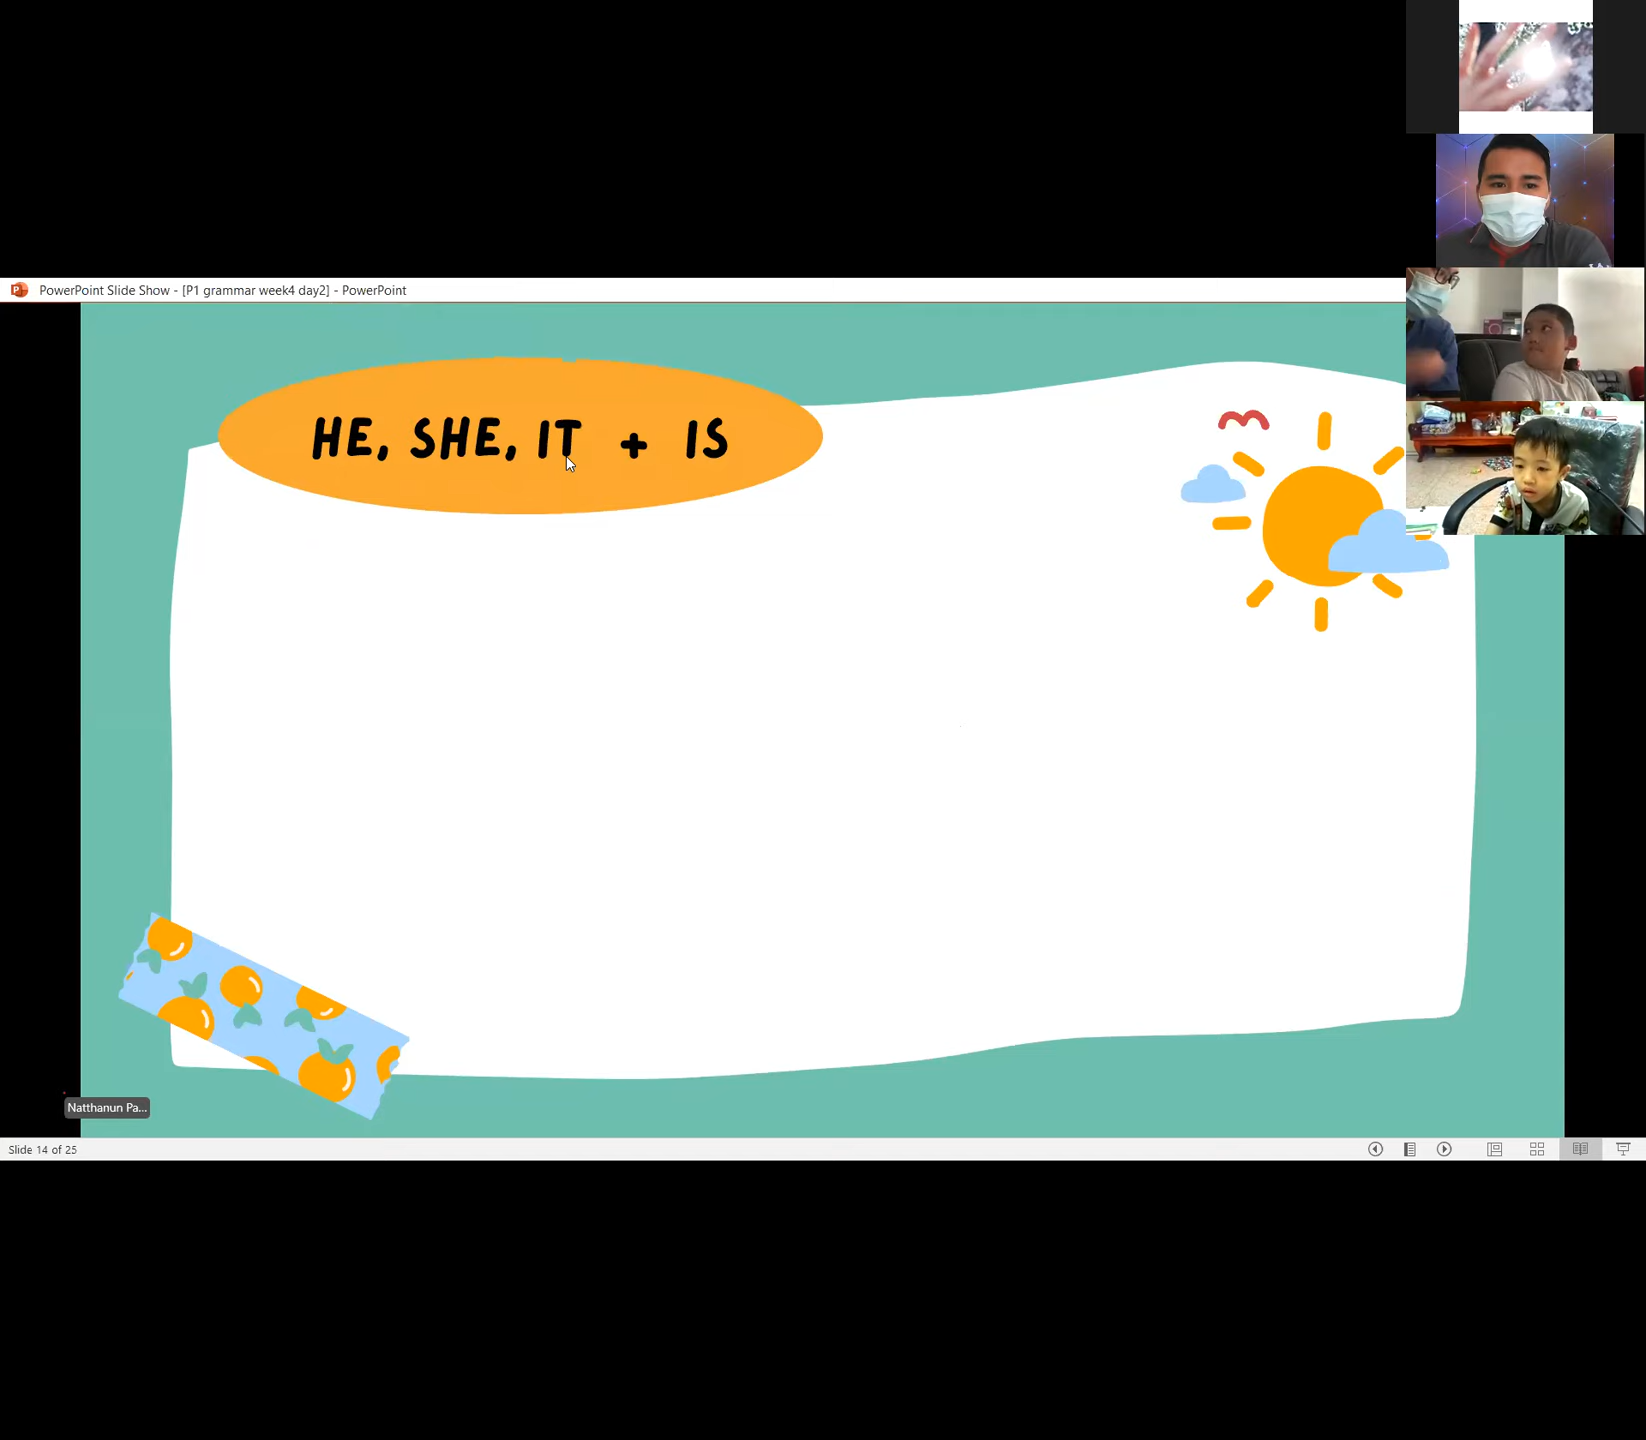 PowerPoint Slide Show - [P1 grammar week4 day2] - PowerPoint
HE, SHE, IT + IS
Natthanun Pa...
Slide 14 of 25